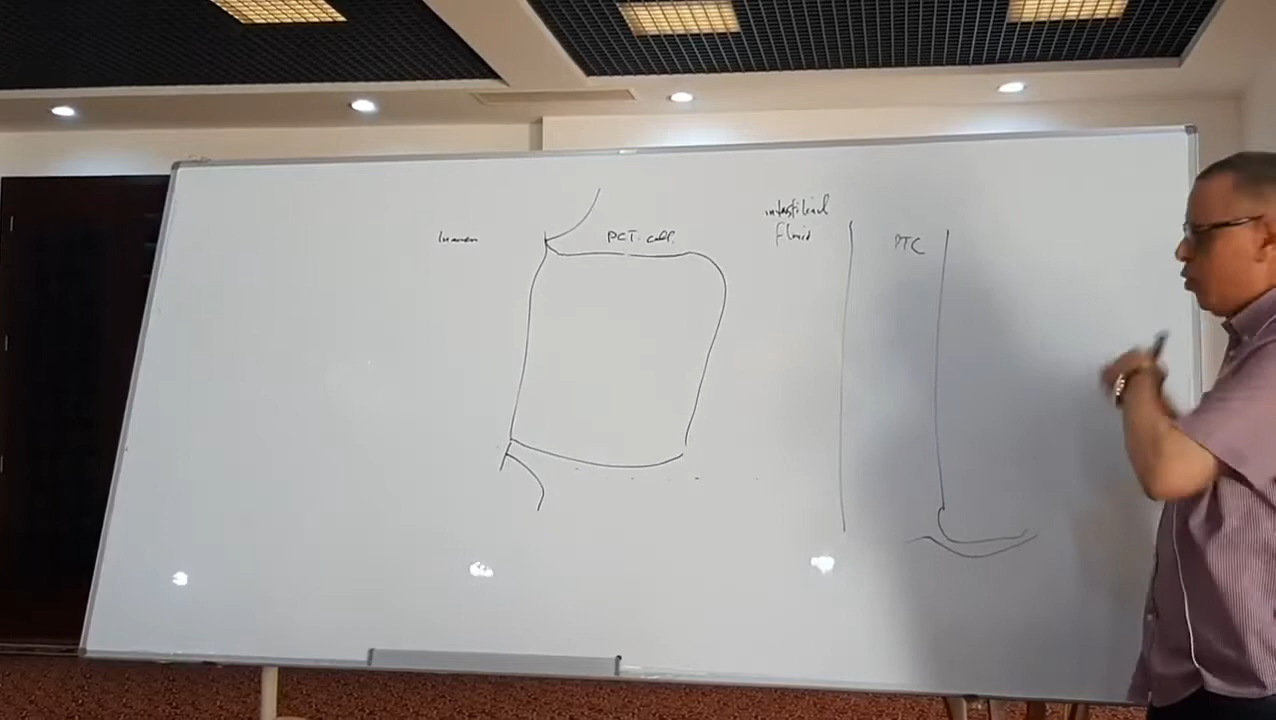 lumen
PCT cell
interstitial
fluid
PTC